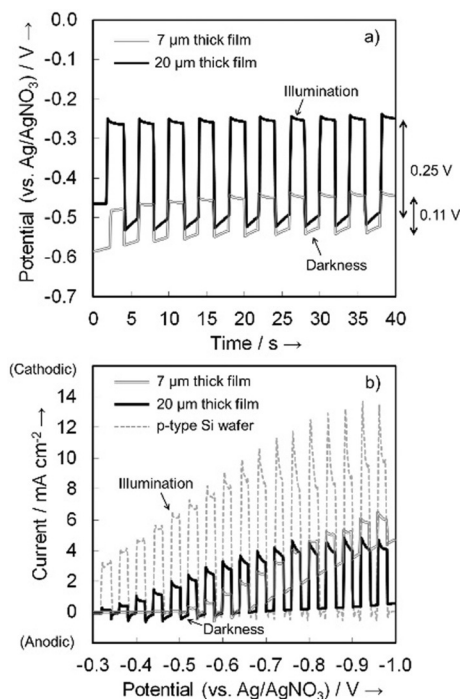 a)
7 µm thick film
20 µm thick film
Illumination
Darkness
0.25 V
0.11 V
Potential (vs. Ag/AgNO3) / V →
0.0
-0.1
-0.2
-0.3
-0.4
-0.5
-0.6
-0.7
0 5 10 15 20 25 30 35 40
Time / s →
(Cathodic)
b)
7 µm thick film
20 µm thick film
p-type Si wafer
Illumination
Darkness
Current / mA cm⁻² →
14
12
10
8
6
4
2
0
(Anodic)
-0.3 -0.4 -0.5 -0.6 -0.7 -0.8 -0.9 -1.0
Potential (vs. Ag/AgNO3) / V →